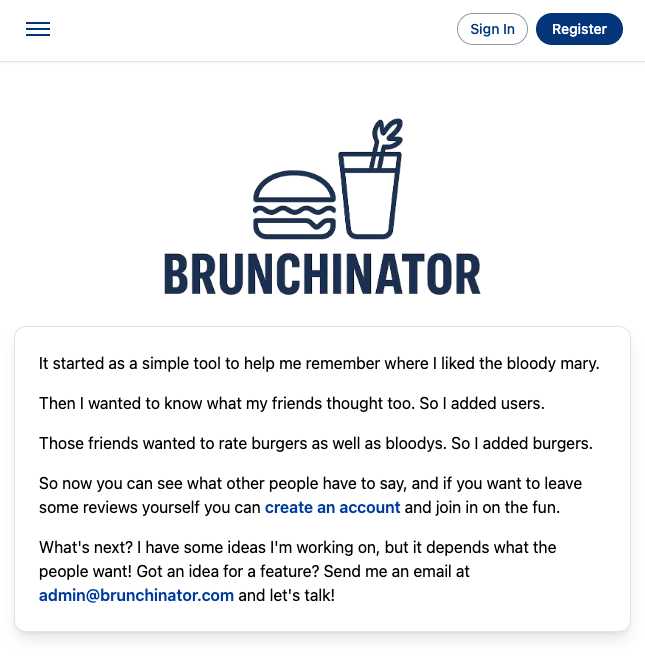 Sign In
Register
BRUNCHINATOR
It started as a simple tool to help me remember where I liked the bloody mary.
Then I wanted to know what my friends thought too. So I added users.
Those friends wanted to rate burgers as well as bloodys. So I added burgers.
So now you can see what other people have to say, and if you want to leave
some reviews yourself you can create an account and join in on the fun.
What's next? I have some ideas I'm working on, but it depends what the
people want! Got an idea for a feature? Send me an email at
admin@brunchinator.com and let's talk!